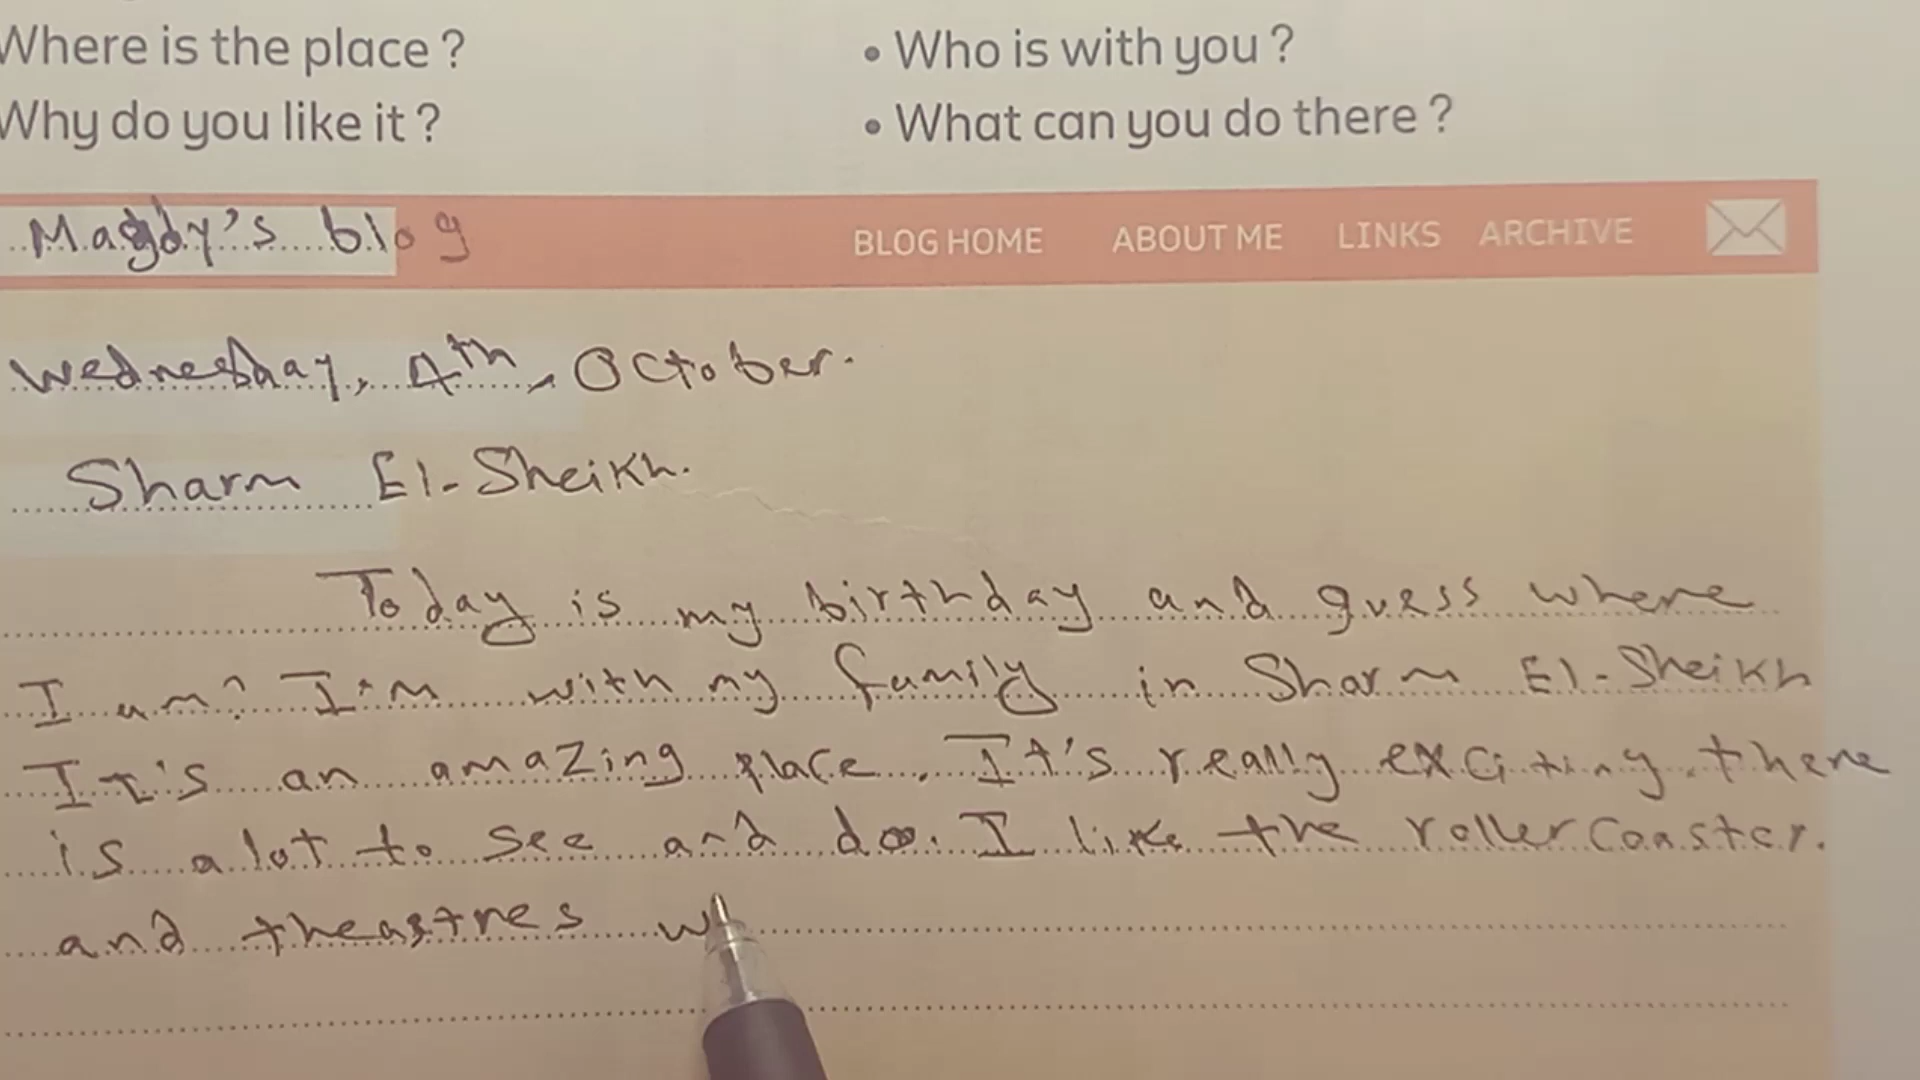 Where is the place ?
• Who is with you ?
Why do you like it ?
• What can you do there ?
Magdy's blog
BLOG HOME ABOUT ME LINKS ARCHIVE
Wednesday, 4th, October.
Sharm El-Sheikh.
Today is my birthday and guess where
I am? I'm with my family in Sharm El-Sheikh
It's an amazing place. It's really exciting. there
is a lot to see and do. I like the roller Coaster.
and theastres w